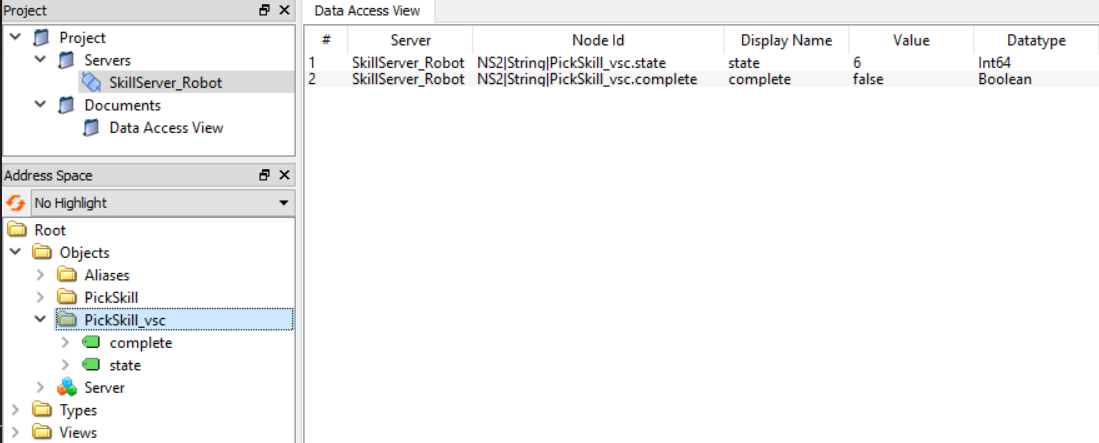 Project
Project
Servers
SkillServer_Robot
Documents
Data Access View
Address Space
No Highlight
Root
Objects
Aliases
PickSkill
PickSkill_vsc
complete
state
Server
Types
Views
Data Access View
# Server Node Id Display Name Value Datatype
1 SkillServer_Robot NS2|String|PickSkill_vsc.state state 6 Int64
2 SkillServer_Robot NS2|String|PickSkill_vsc.complete complete false Boolean